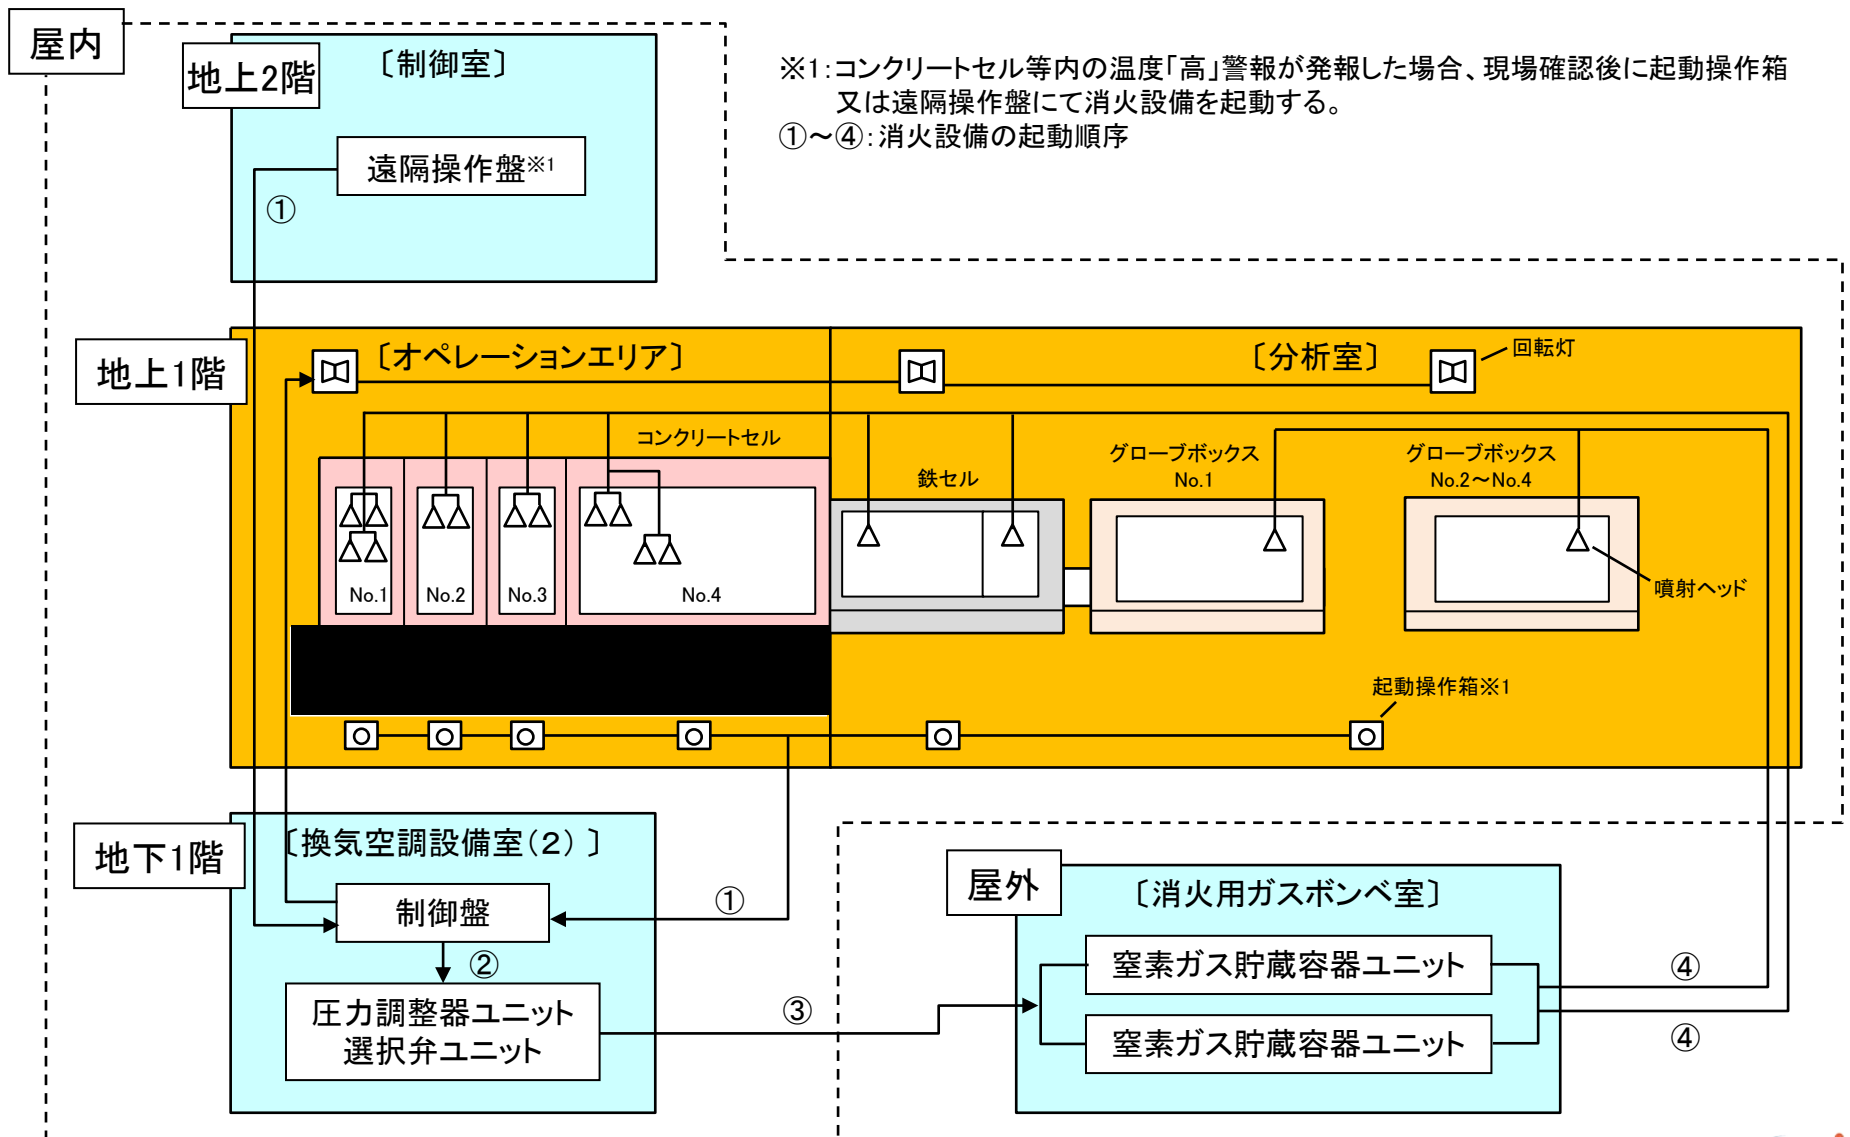 屋内
地上2階
〔制御室〕
遠隔操作盤※1
①
※1:コンクリートセル等内の温度「高」警報が発報した場合、現場確認後に起動操作箱
又は遠隔操作盤にて消火設備を起動する。
①～④:消火設備の起動順序
地上1階
〔オペレーションエリア〕
〔分析室〕
回転灯
コンクリートセル
鉄セル
グローブボックス
No.1
グローブボックス
No.2～No.4
No.1
No.2
No.3
No.4
噴射ヘッド
起動操作箱※1
地下1階
〔換気空調設備室(2)〕
制御盤
①
②
圧力調整器ユニット
選択弁ユニット
③
屋外
〔消火用ガスボンベ室〕
窒素ガス貯蔵容器ユニット
窒素ガス貯蔵容器ユニット
④
④